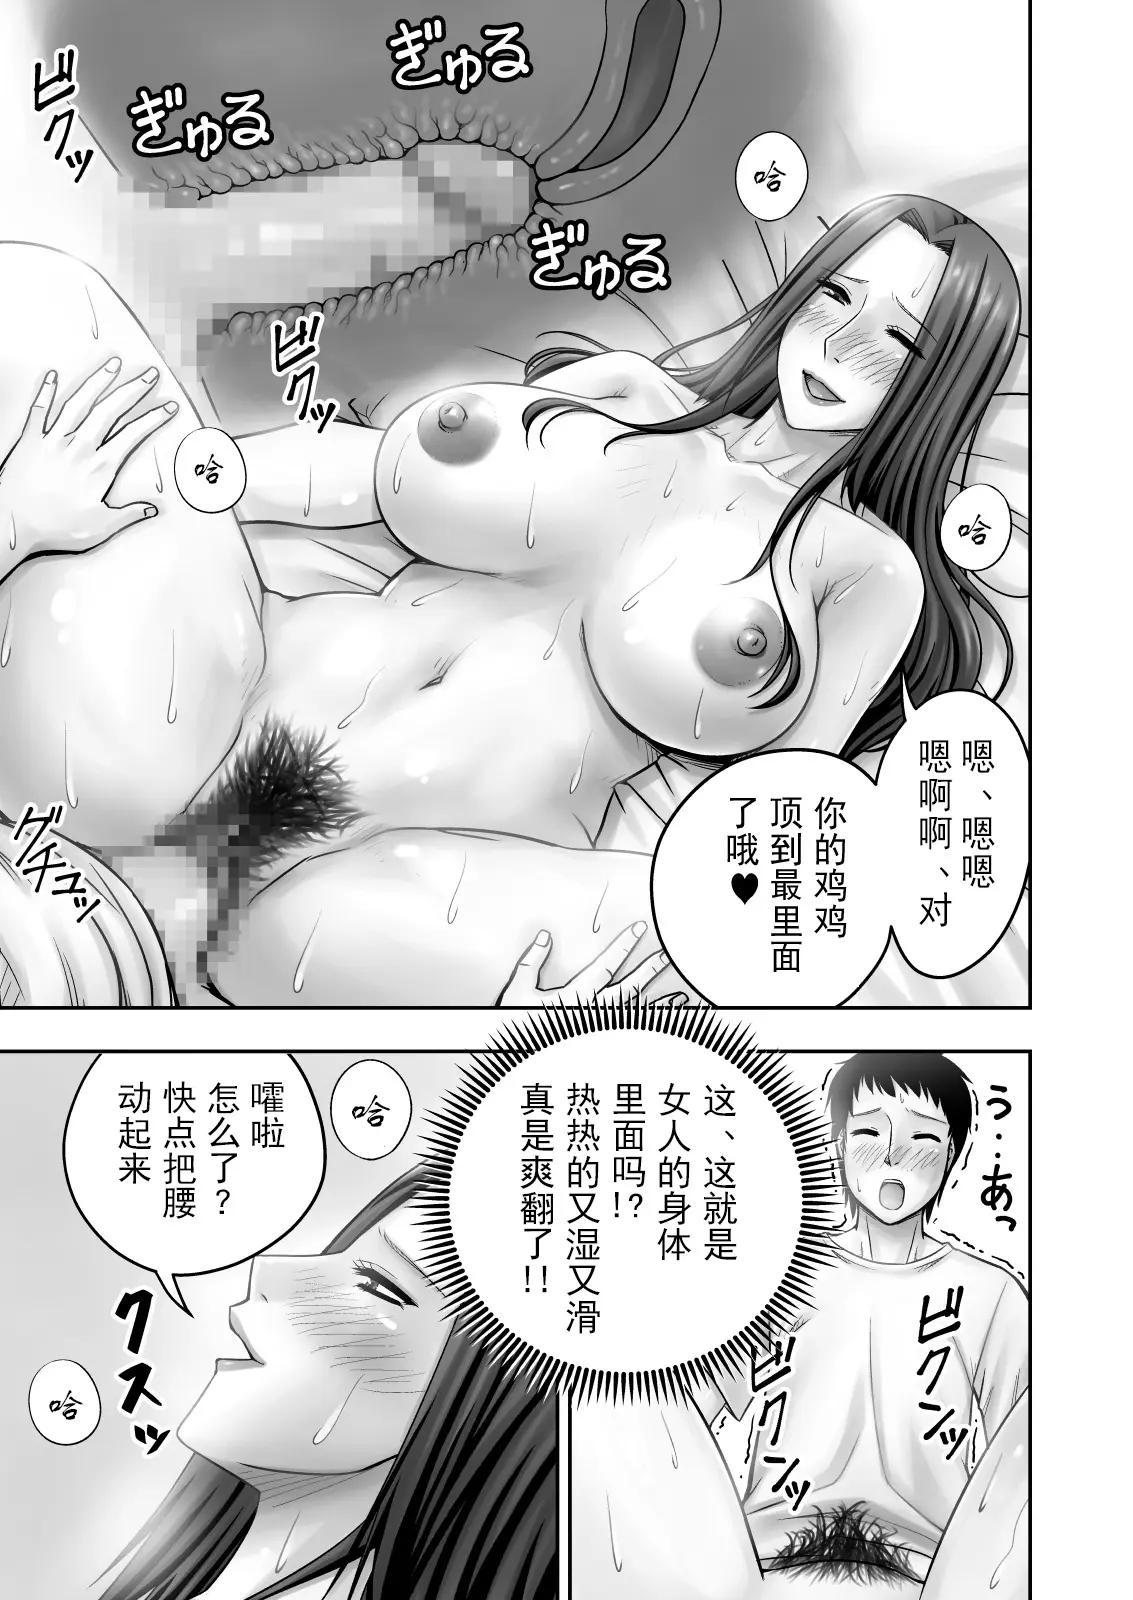 ビクッ
ぎゅる
ぎゅる
ぎゅる
ビクッ
哈
哈
哈
嗯、嗯嗯
嗯啊啊、对
你的鸡鸡
顶到最里面
了哦♥
グチュッ
う‥あっ
这、这就是
女人的身体
里面吗!?
热热的又湿又滑
真是爽翻了!!
ビクンッ
ビクンッ
哈
嚯啦
怎么了？
快点把腰
动起来
クスッ
哈